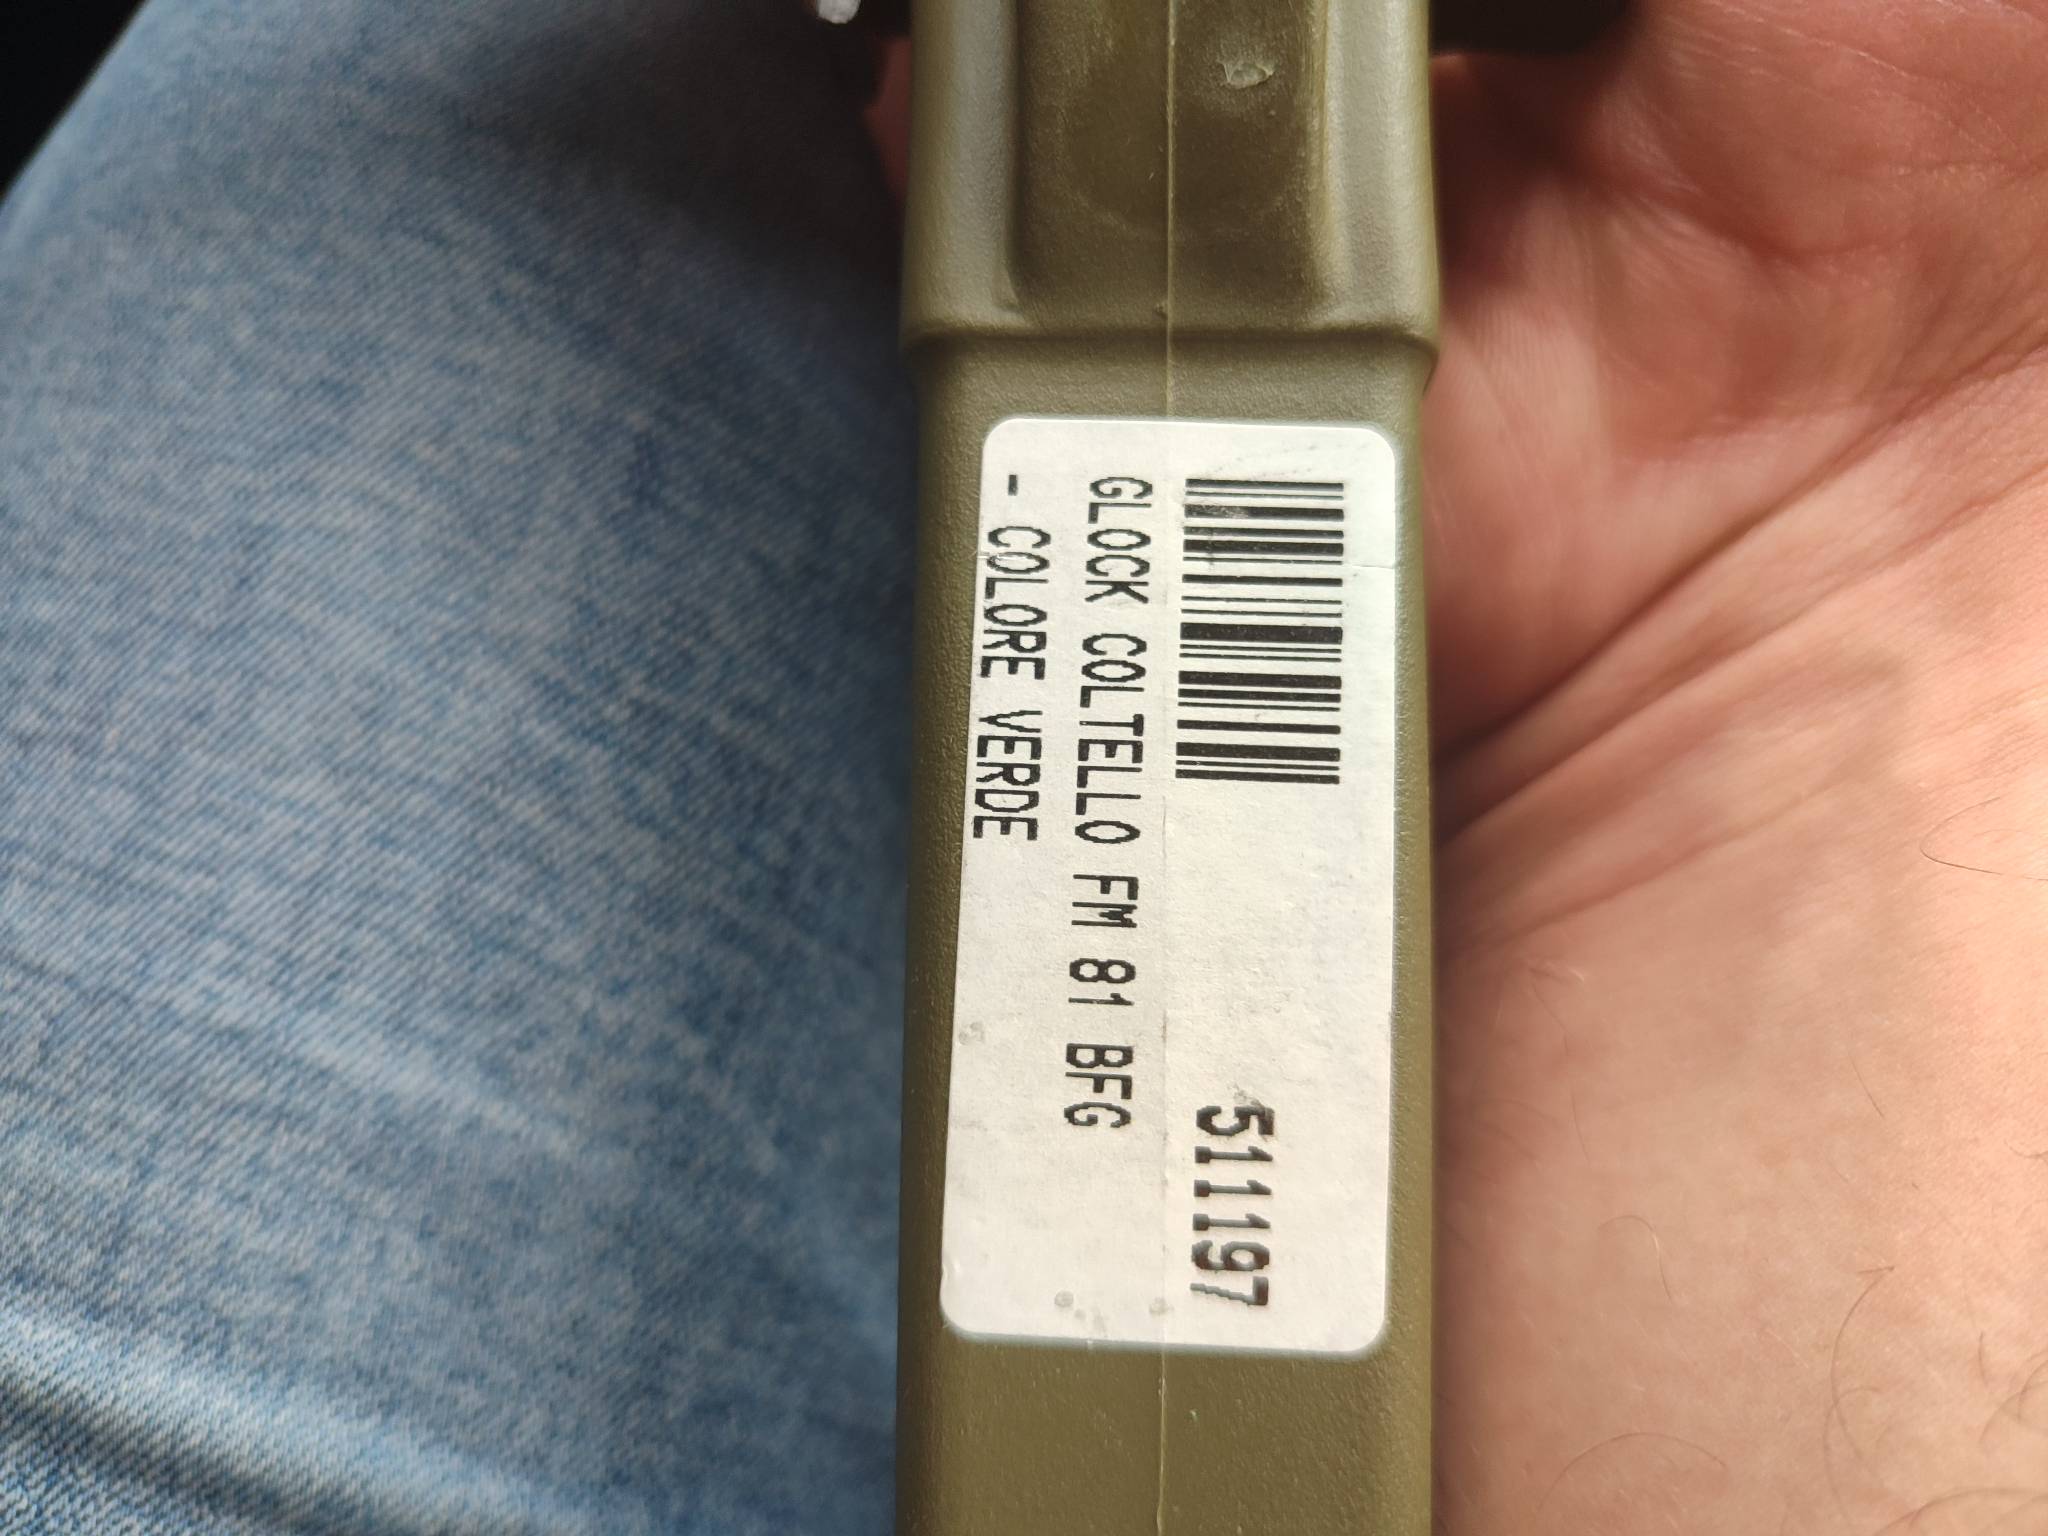 511197
GLOCK COLTELLO FM 81 BFG
- COLORE VERDE